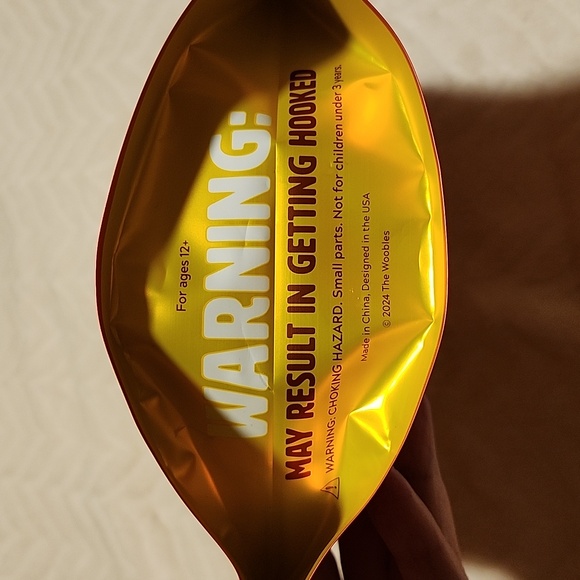 For ages 12+
WARNING:
MAY RESULT IN GETTING HOOKED
⚠ WARNING: CHOKING HAZARD. Small parts. Not for children under 3 years.
Made in China, Designed in the USA
© 2024 The Woobles